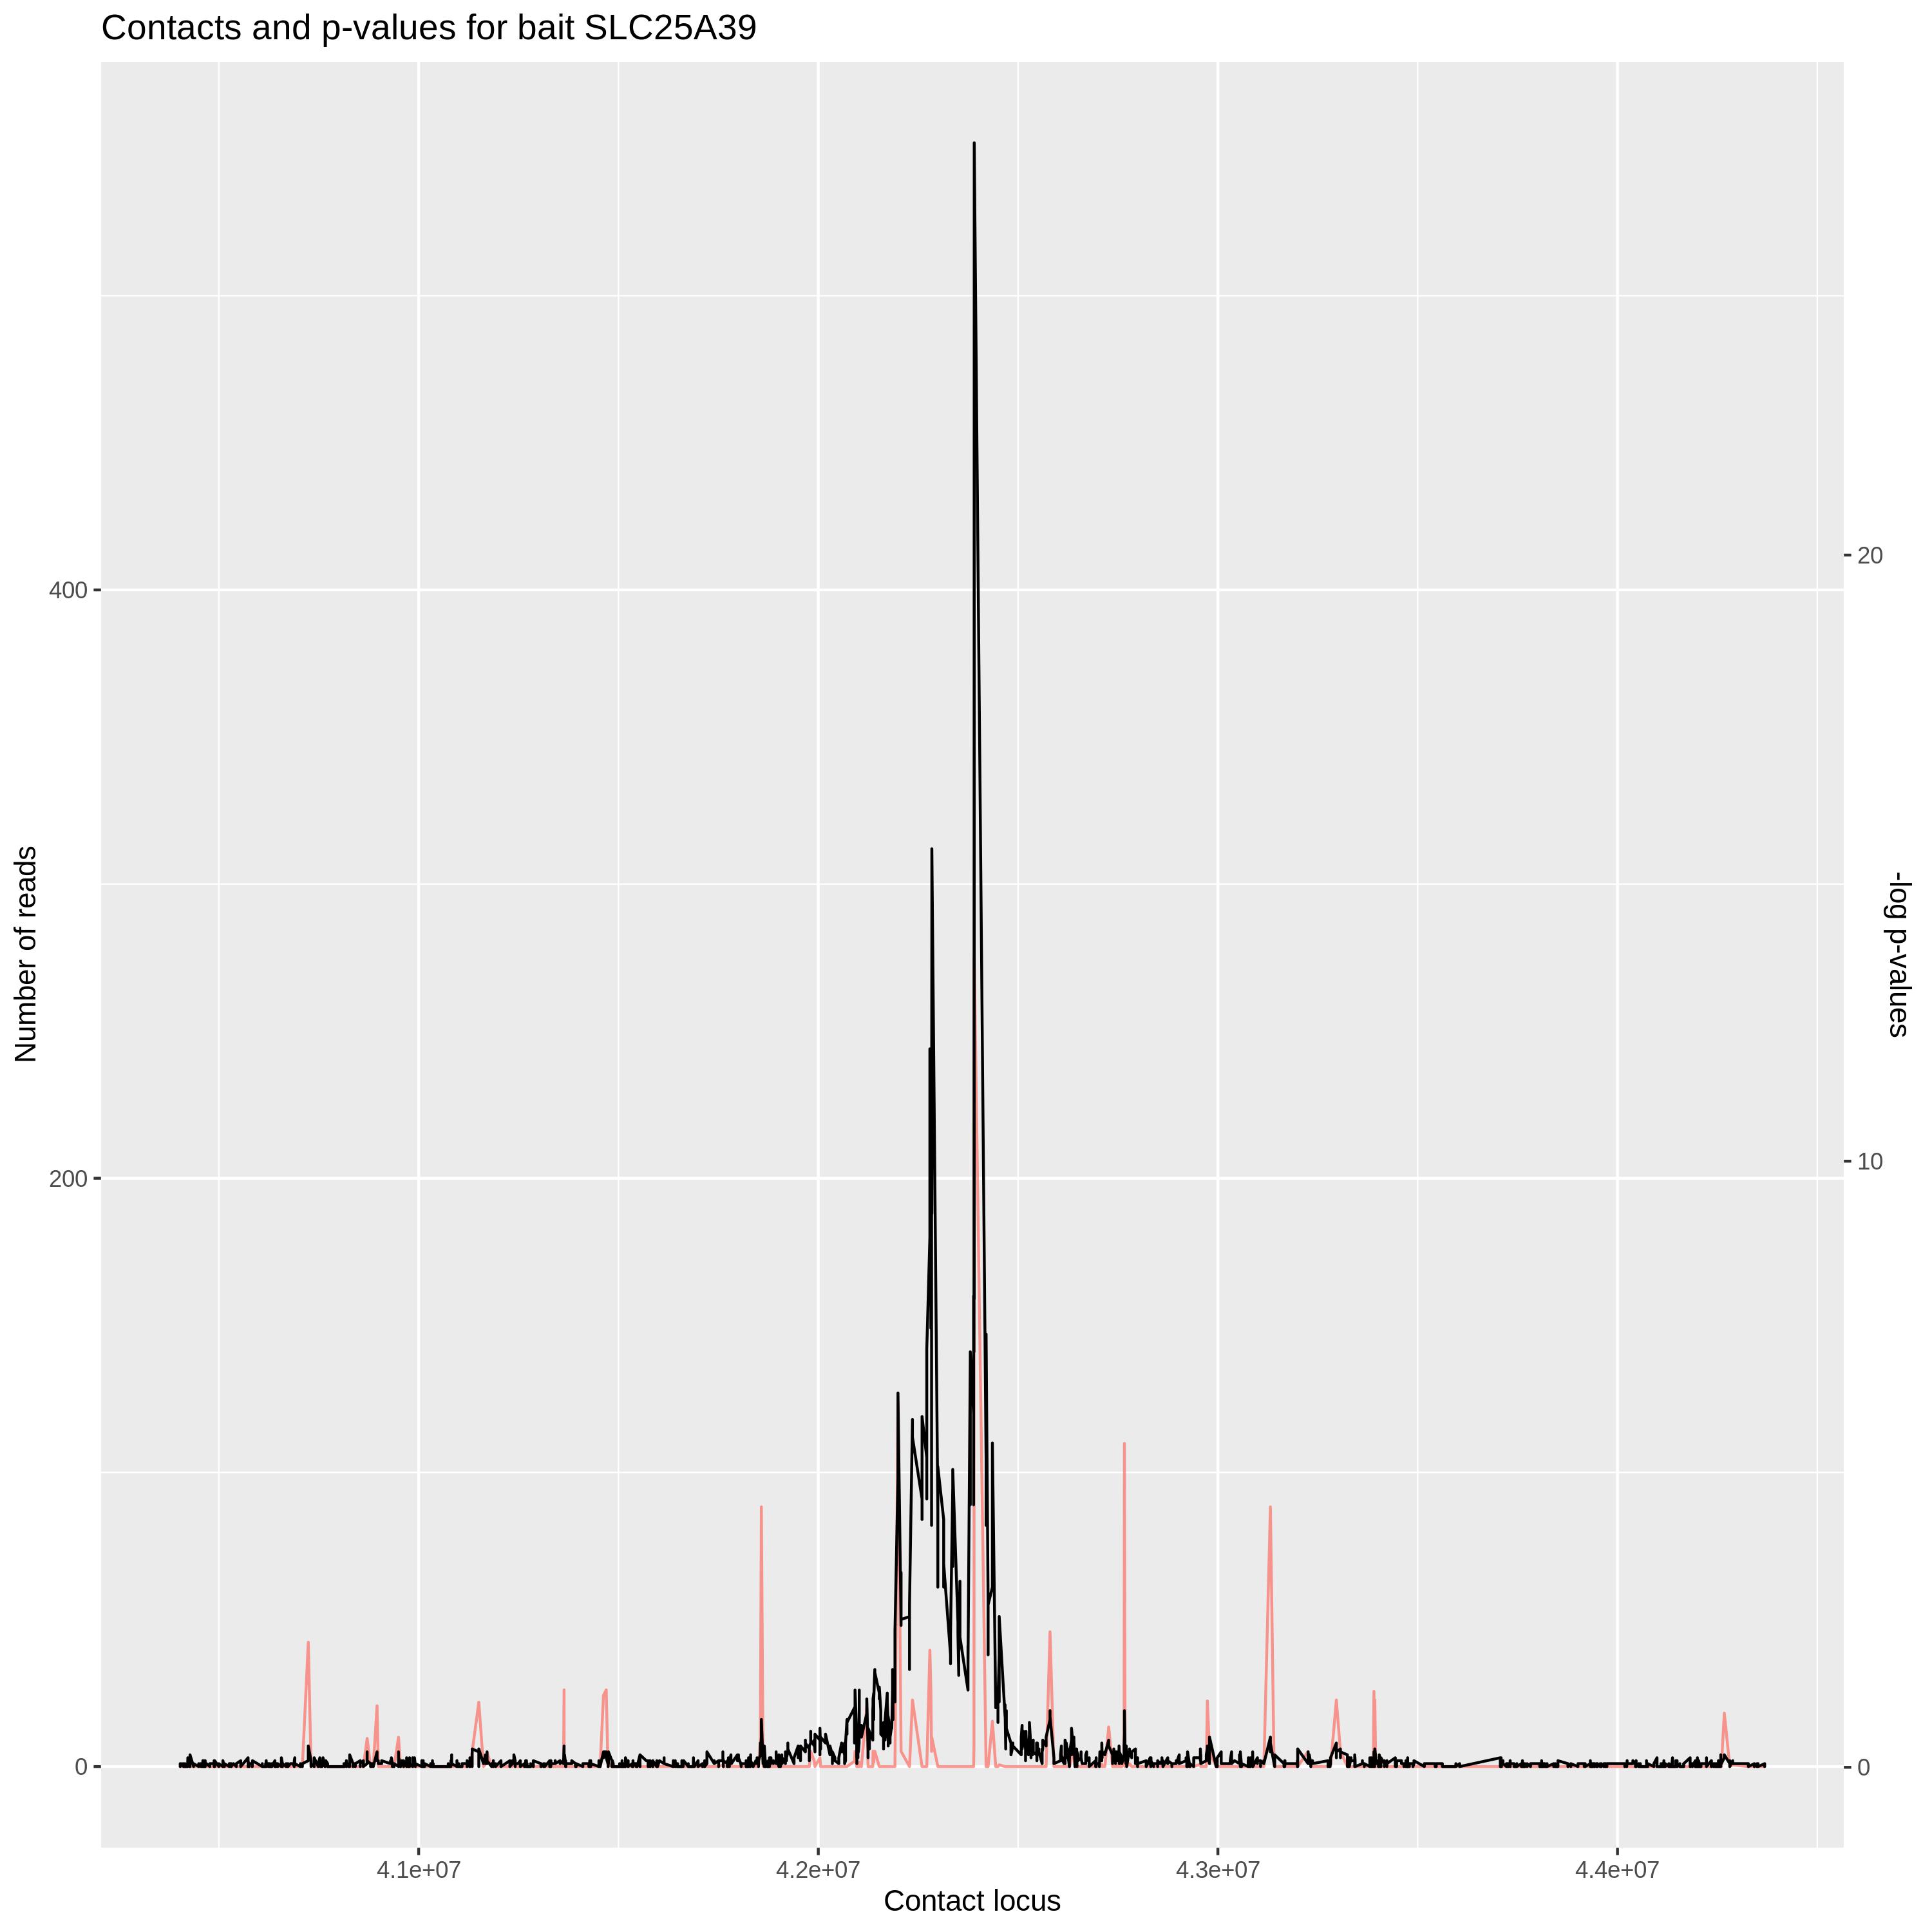 Contacts and p-values for bait SLC25A39
Number of reads
400
200
0
20
10
0
-log p-values
4.1e+07
4.2e+07
4.3e+07
4.4e+07
Contact locus